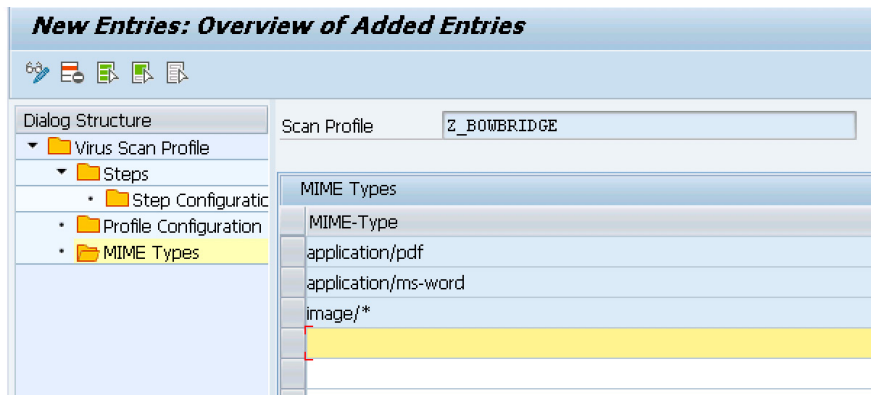 New Entries: Overview of Added Entries
Dialog Structure
Virus Scan Profile
Steps
Step Configuratic
Profile Configuration
MIME Types
Scan Profile Z_BOWBRIDGE
MIME Types
MIME-Type
application/pdf
application/ms-word
image/*